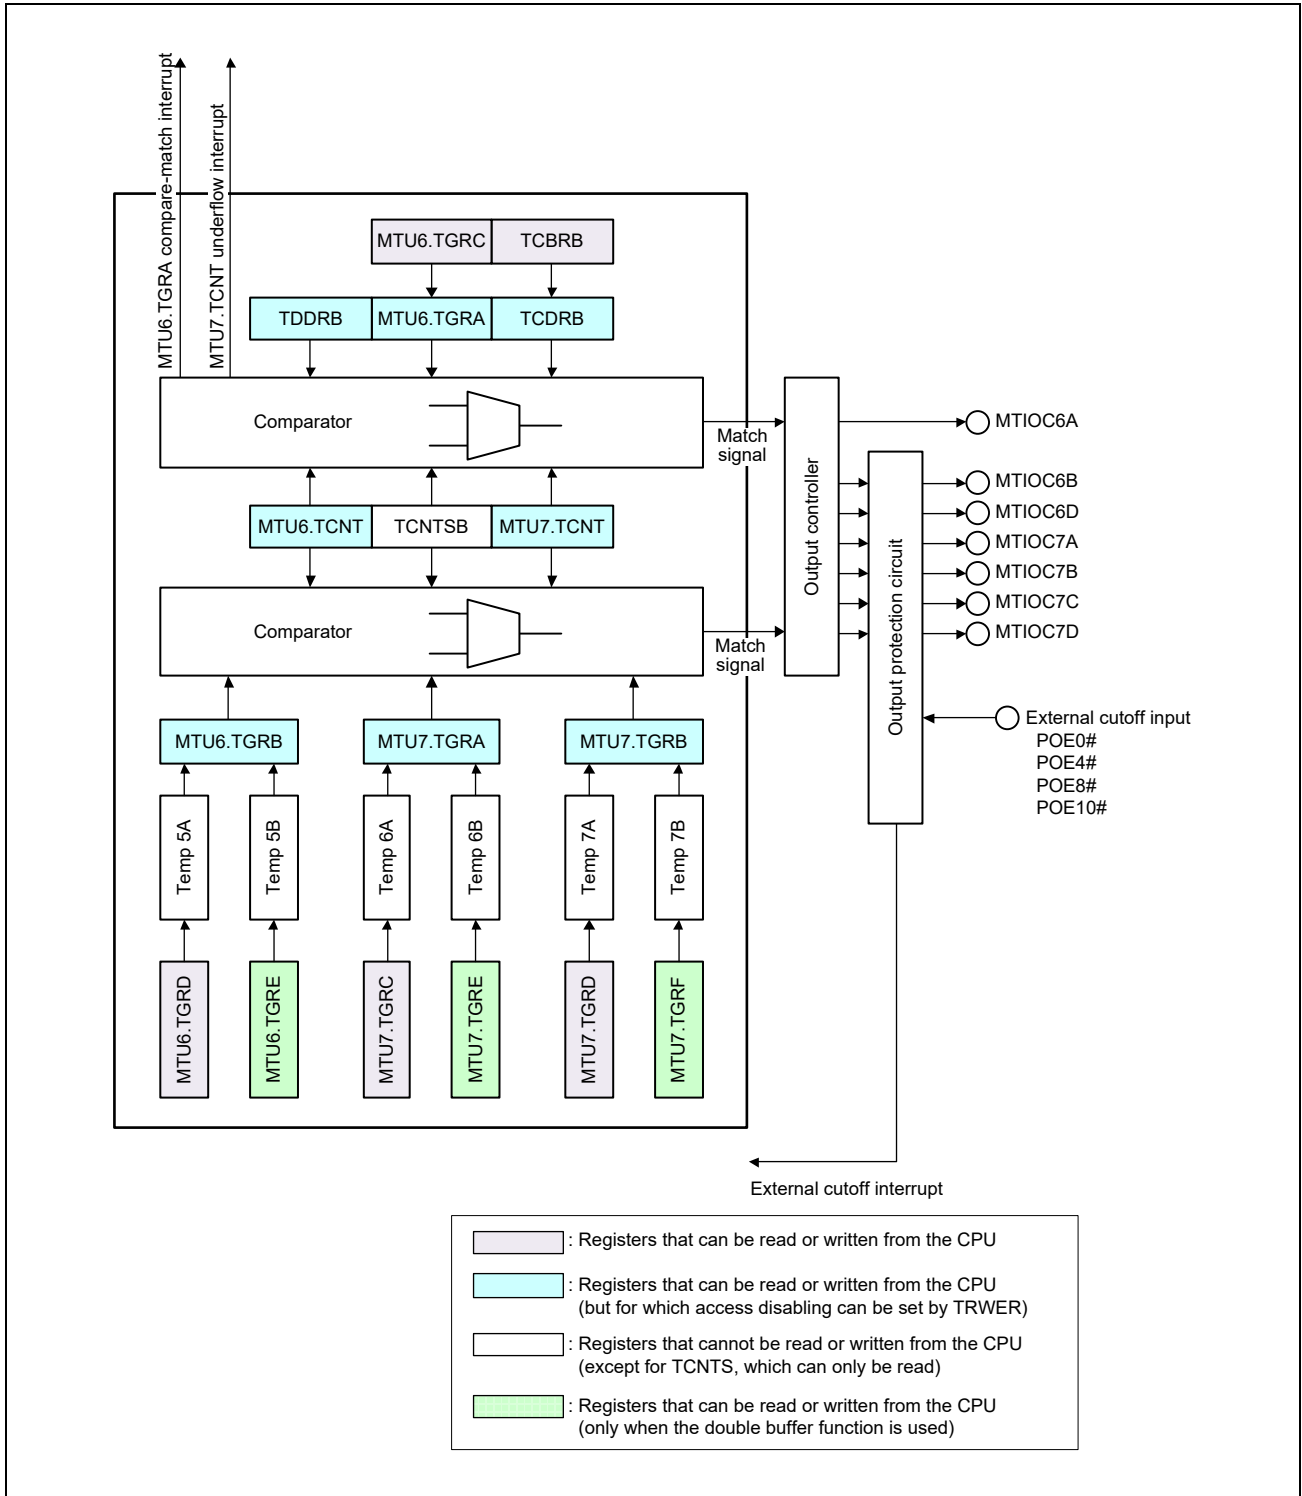 MTU6.TGRA compare-match interrupt
MTU7.TCNT underflow interrupt
MTU6.TGRC
TCBRB
TDDRB
MTU6.TGRA
TCDRB
Comparator
Match
signal
MTU6.TCNT
TCNTSB
MTU7.TCNT
Comparator
Match
signal
Output controller
Output protection circuit
MTIOC6A
MTIOC6B
MTIOC6D
MTIOC7A
MTIOC7B
MTIOC7C
MTIOC7D
External cutoff input
POE0#
POE4#
POE8#
POE10#
MTU6.TGRB
MTU7.TGRA
MTU7.TGRB
Temp 5A
Temp 5B
Temp 6A
Temp 6B
Temp 7A
Temp 7B
MTU6.TGRD
MTU6.TGRE
MTU7.TGRC
MTU7.TGRE
MTU7.TGRD
MTU7.TGRF
External cutoff interrupt
: Registers that can be read or written from the CPU
: Registers that can be read or written from the CPU
(but for which access disabling can be set by TRWER)
: Registers that cannot be read or written from the CPU
(except for TCNTS, which can only be read)
: Registers that can be read or written from the CPU
(only when the double buffer function is used)